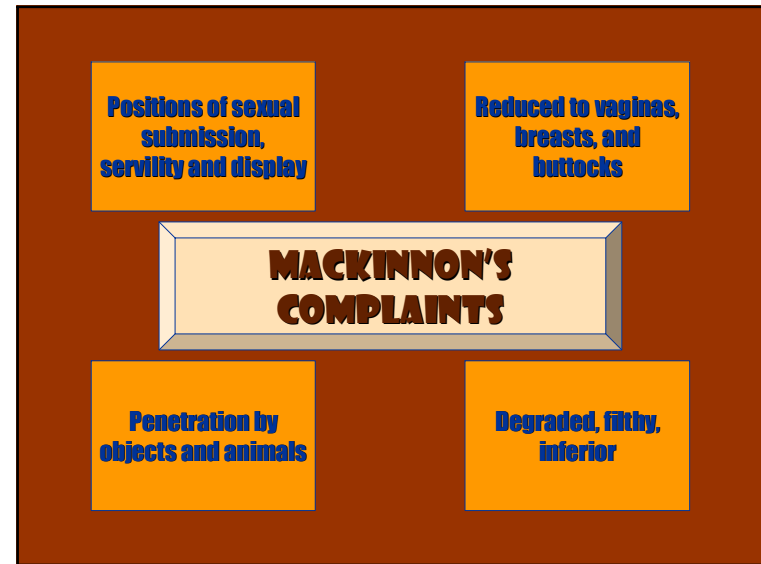 Positions of sexual
submission,
servility and display
Reduced to vaginas,
breasts, and
buttocks
MACKINNON'S
COMPLAINTS
Penetration by
objects and animals
Degraded, filthy,
inferior